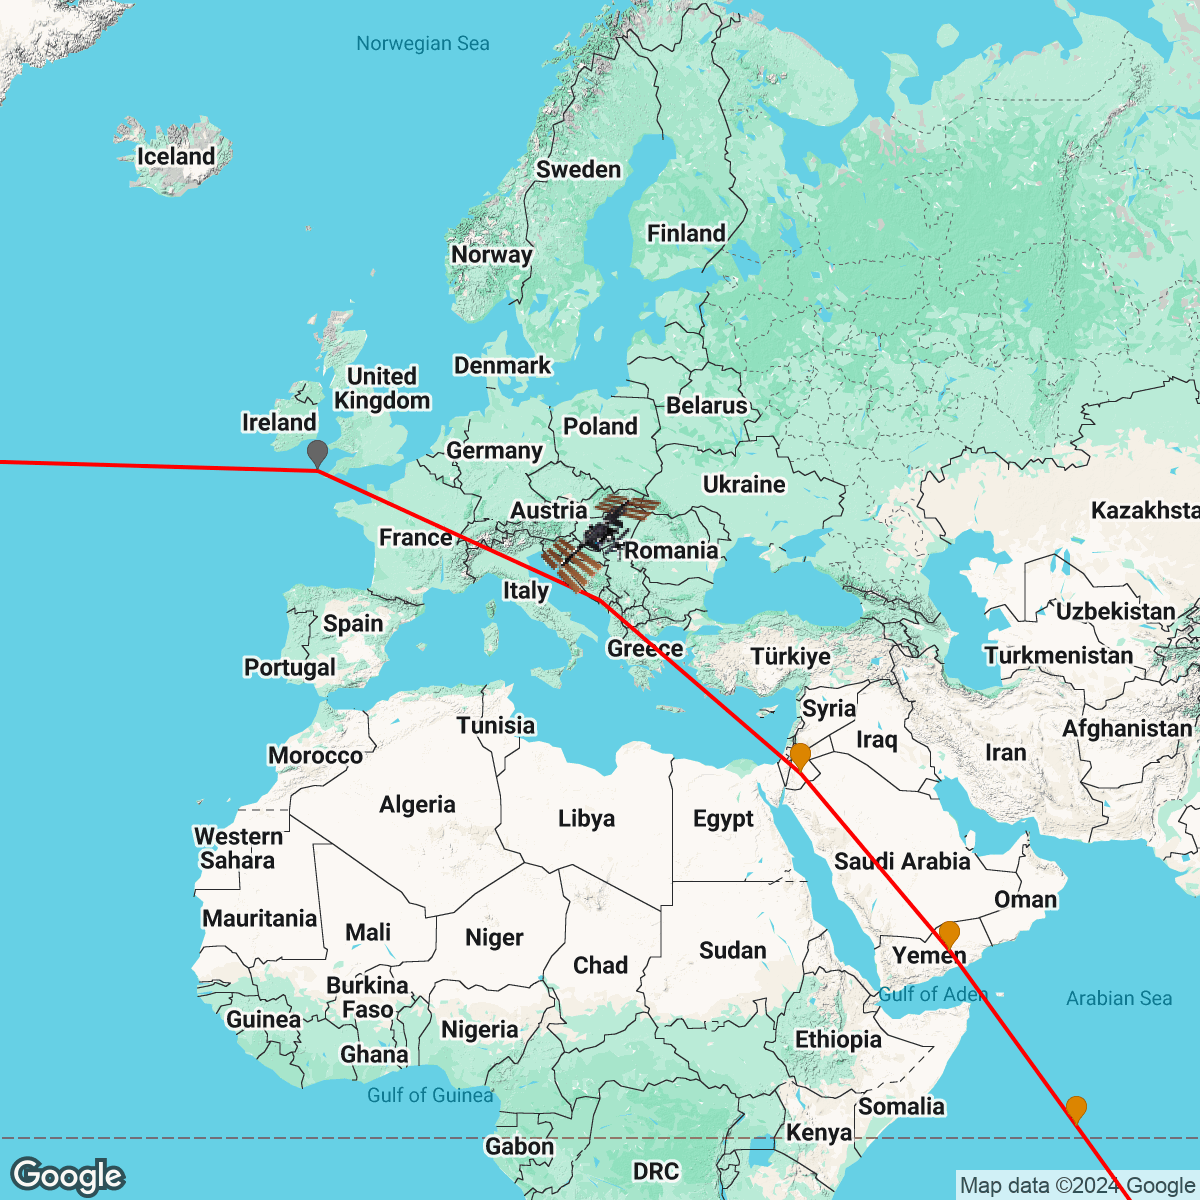 Norwegian Sea
Iceland
Sweden
Finland
Norway
Denmark
United
Kingdom
Ireland
Belarus
Poland
Germany
Ukraine
Austria
Kazakhsta
France
Romania
Italy
Uzbekistan
Spain
Greece
Türkiye
Turkmenistan
Portugal
Syria
Tunisia
Afghanistan
Iraq
Iran
Morocco
Algeria
Libya
Egypt
Western
Sahara
Saudi Arabia
Oman
Mauritania
Mali
Niger
Sudan
Yemen
Chad
Burkina
Faso
Gulf of Aden
Arabian Sea
Guinea
Nigeria
Ethiopia
Ghana
Gulf of Guinea
Somalia
Kenya
Gabon
DRC
Google
Map data ©2024 Google